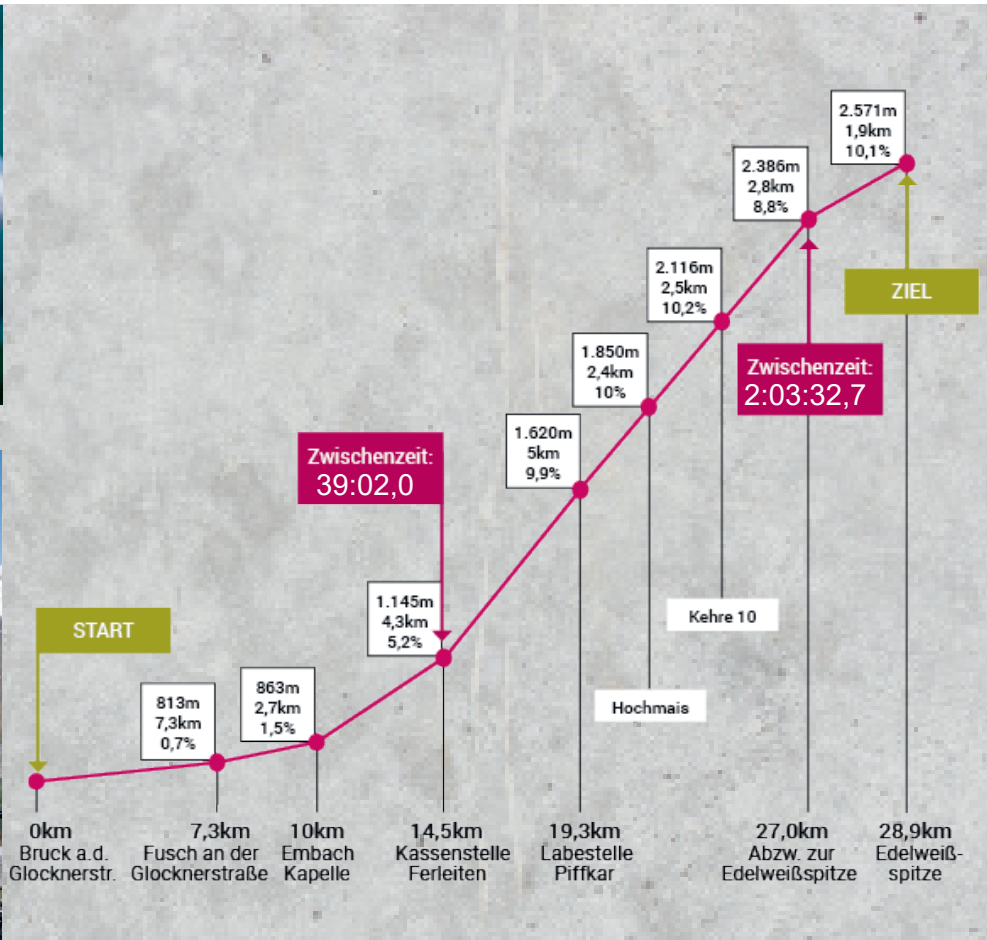 2.571m
1,9km
10,1%
2.386m
2,8km
8,8%
2.116m
2,5km
10,2%
ZIEL
1.850m
2,4km
10%
Zwischenzeit:
2:03:32,7
1.620m
5km
9,9%
Zwischenzeit:
39:02,0
1.145m
4,3km
5,2%
Kehre 10
START
863m
2,7km
1,5%
813m
7,3km
0,7%
Hochmais
0km
Bruck a.d.
Glocknerstr.
7,3km
Fusch an der
Glocknerstraße
10km
Embach
Kapelle
14,5km
Kassenstelle
Ferleiten
19,3km
Labestelle
Piffkar
27,0km
Abzw. zur
Edelweißspitze
28,9km
Edelweiß-
spitze